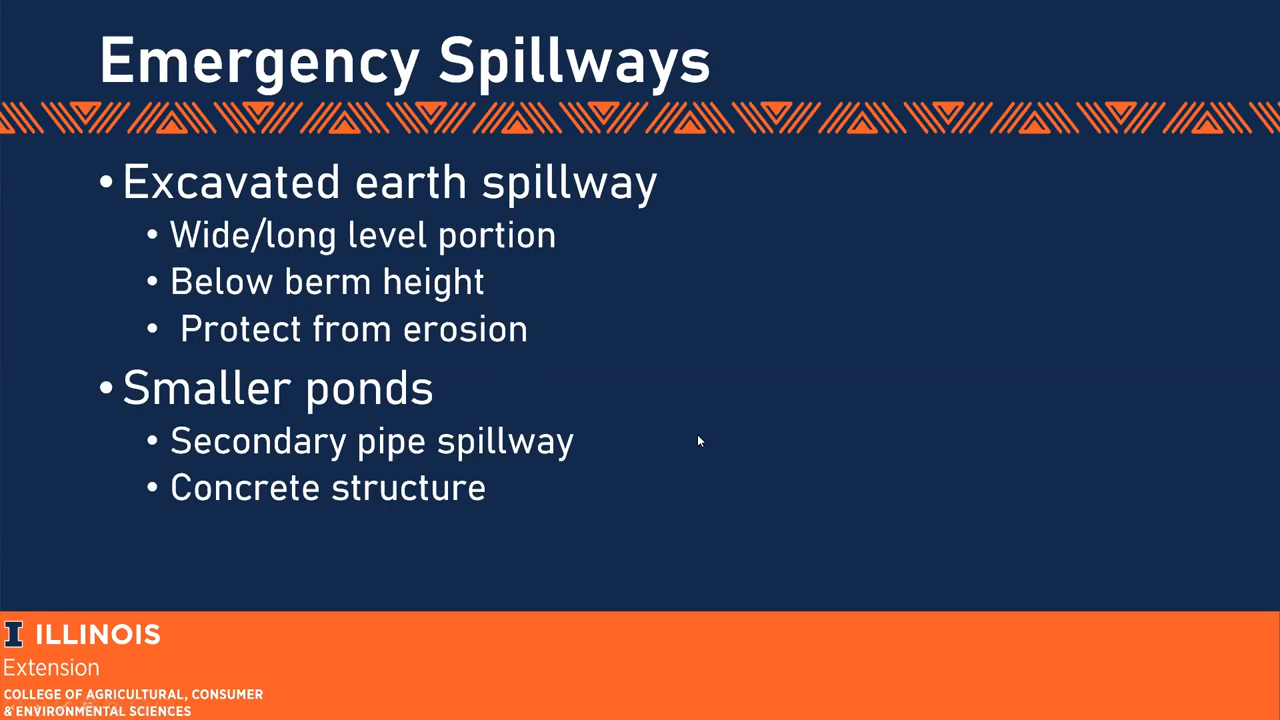 Emergency Spillways
• Excavated earth spillway
• Wide/long level portion
• Below berm height
• Protect from erosion
• Smaller ponds
• Secondary pipe spillway
• Concrete structure
I ILLINOIS
Extension
COLLEGE OF AGRICULTURAL, CONSUMER
& ENVIRONMENTAL SCIENCES